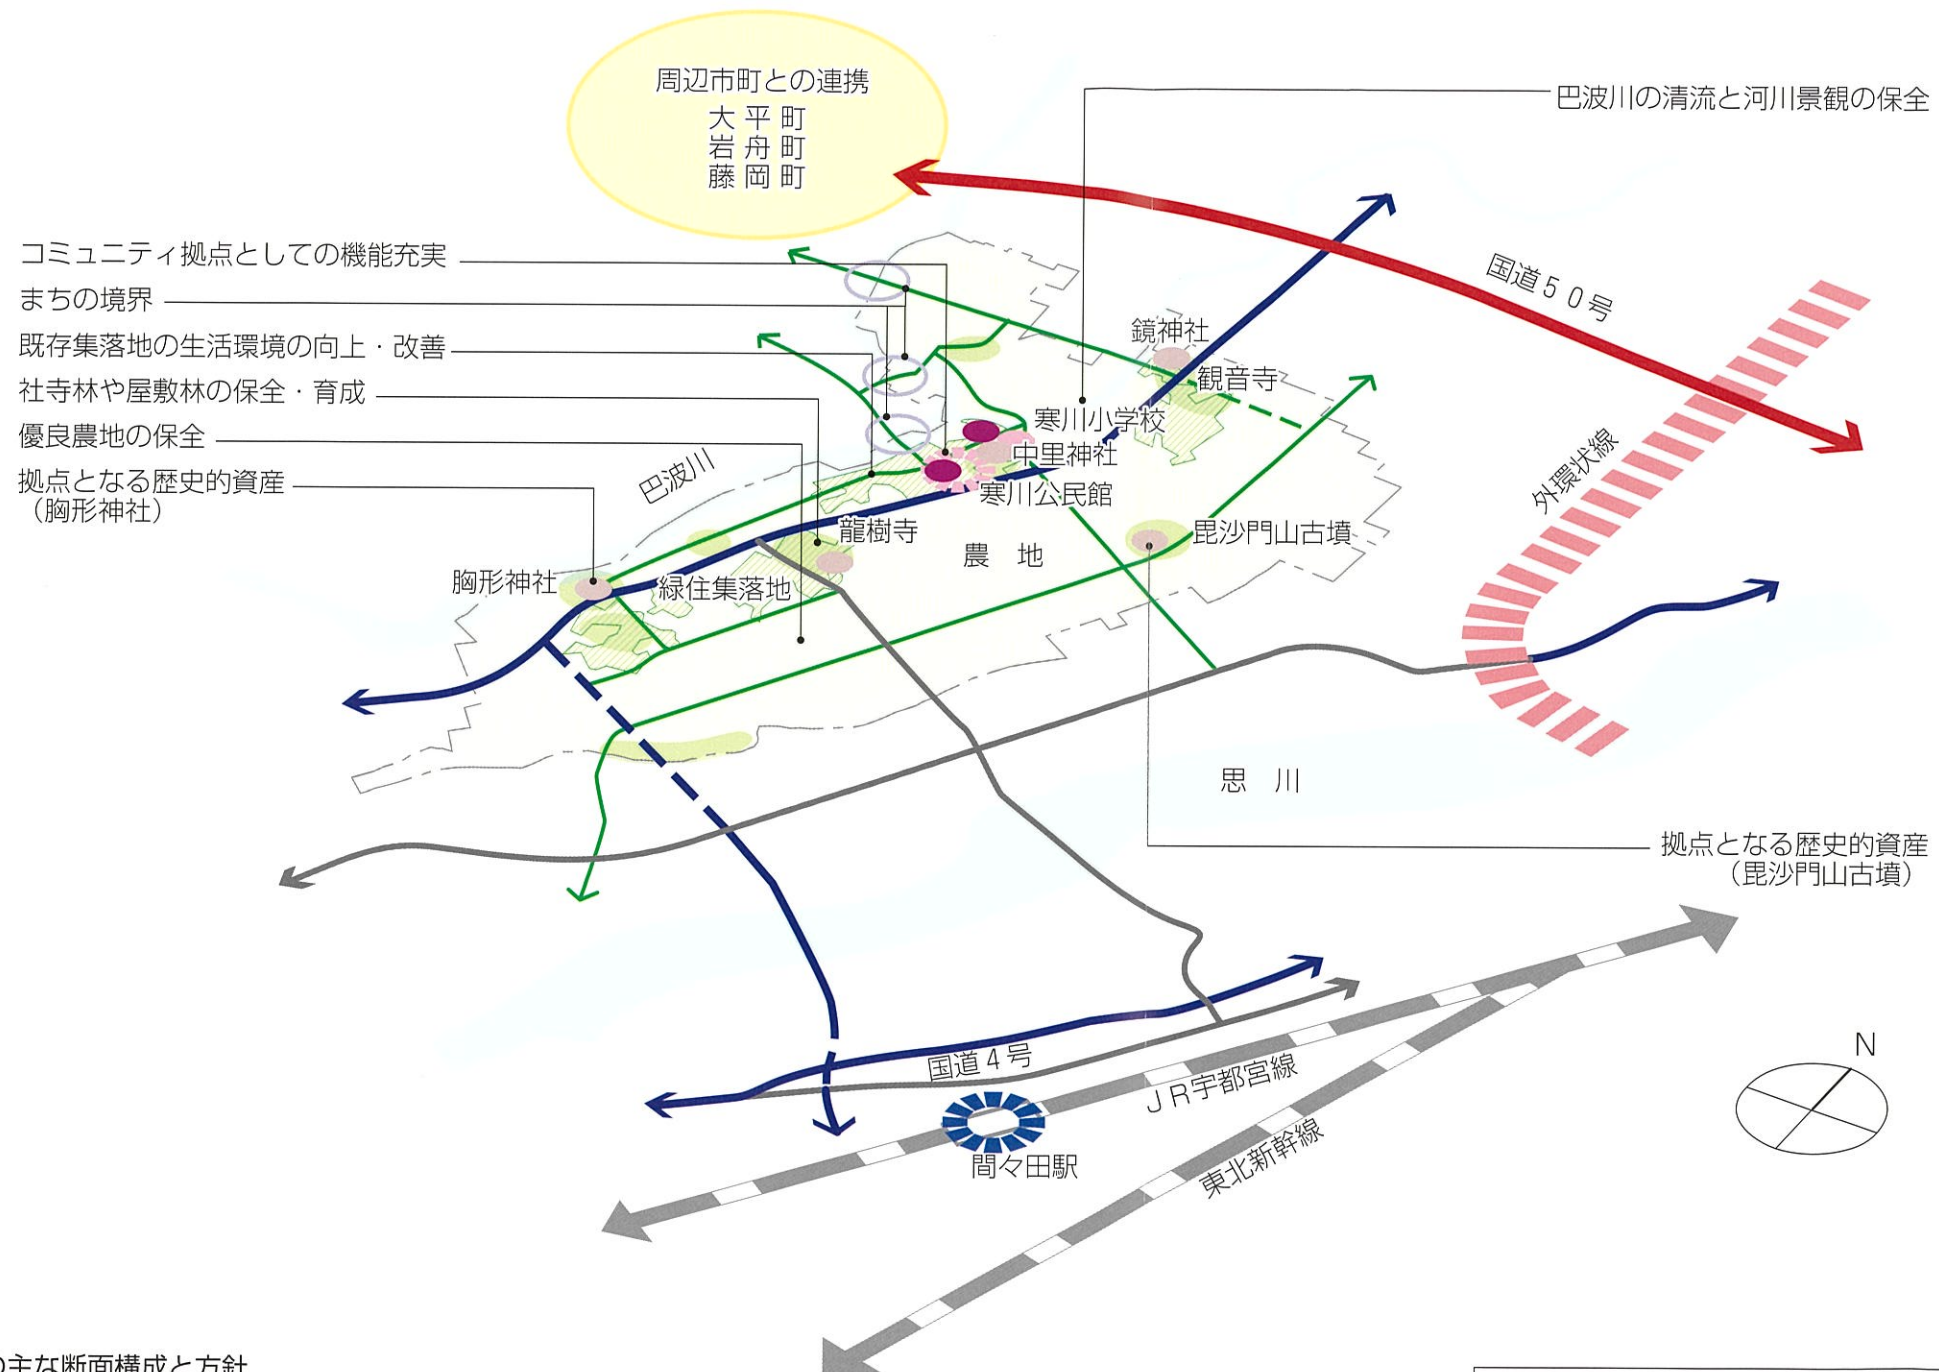 周辺市町との連携
大平町
岩舟町
藤岡町
巴波川の清流と河川景観の保全
コミュニティ拠点としての機能充実
まちの境界
既存集落地の生活環境の向上・改善
社寺林や屋敷林の保全・育成
優良農地の保全
拠点となる歴史的資産
（胸形神社）
国道50号
外環状線
鏡神社
観音寺
寒川小学校
中里神社
寒川公民館
巴波川
龍樹寺
農 地
毘沙門山古墳
胸形神社
緑住集落地
思 川
拠点となる歴史的資産
（毘沙門山古墳）
国道4号
JR宇都宮線
東北新幹線
間々田駅
N
主な断面構成と方針